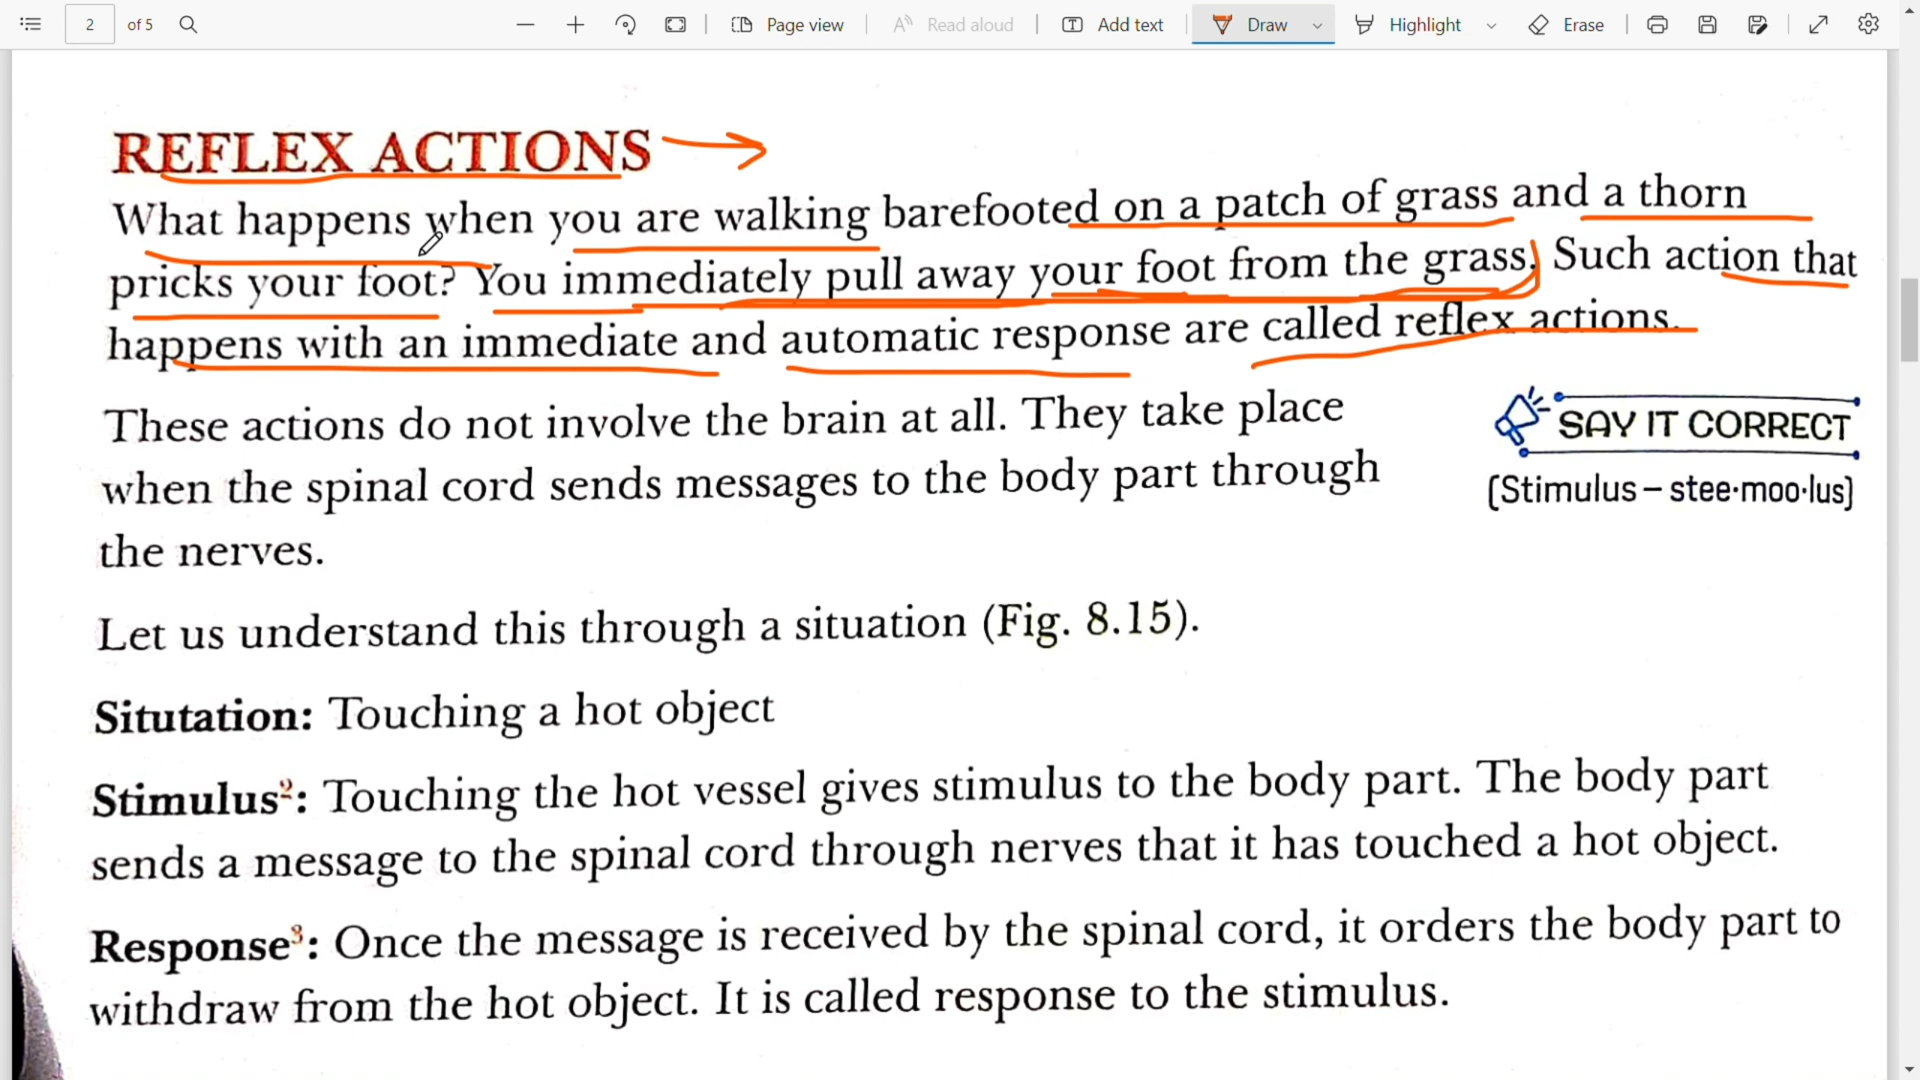 2 of 5 Page view Read aloud Add text Draw Highlight Erase
REFLEX ACTIONS
What happens when you are walking barefooted on a patch of grass and a thorn
pricks your foot? You immediately pull away your foot from the grass. Such action that
happens with an immediate and automatic response are called reflex actions.
These actions do not involve the brain at all. They take place
when the spinal cord sends messages to the body part through
the nerves.
SAY IT CORRECT
(Stimulus – stee·moo·lus)
Let us understand this through a situation (Fig. 8.15).
Situtation: Touching a hot object
Stimulus²: Touching the hot vessel gives stimulus to the body part. The body part
sends a message to the spinal cord through nerves that it has touched a hot object.
Response³: Once the message is received by the spinal cord, it orders the body part to
withdraw from the hot object. It is called response to the stimulus.